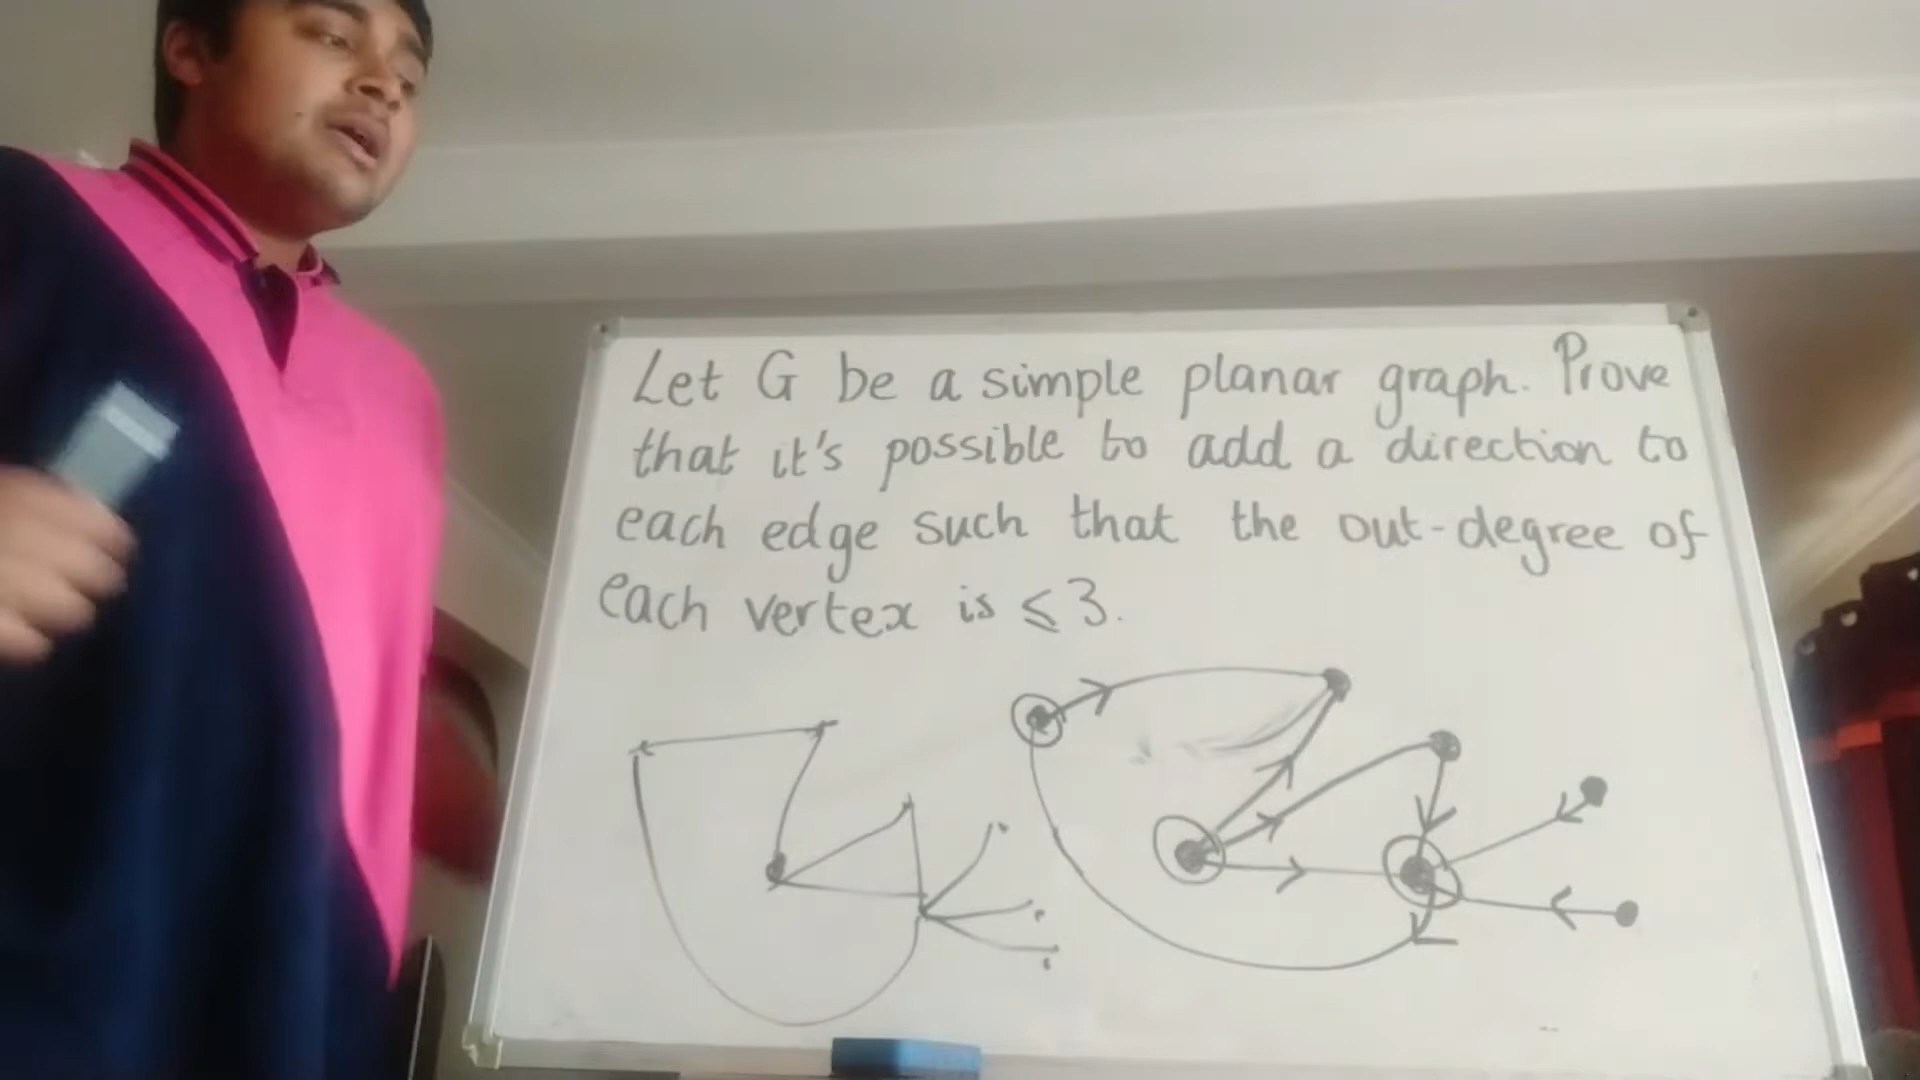 Let G be a simple planar graph. Prove
that it's possible to add a direction to
each edge such that the out-degree of
each vertex is ≤ 3.